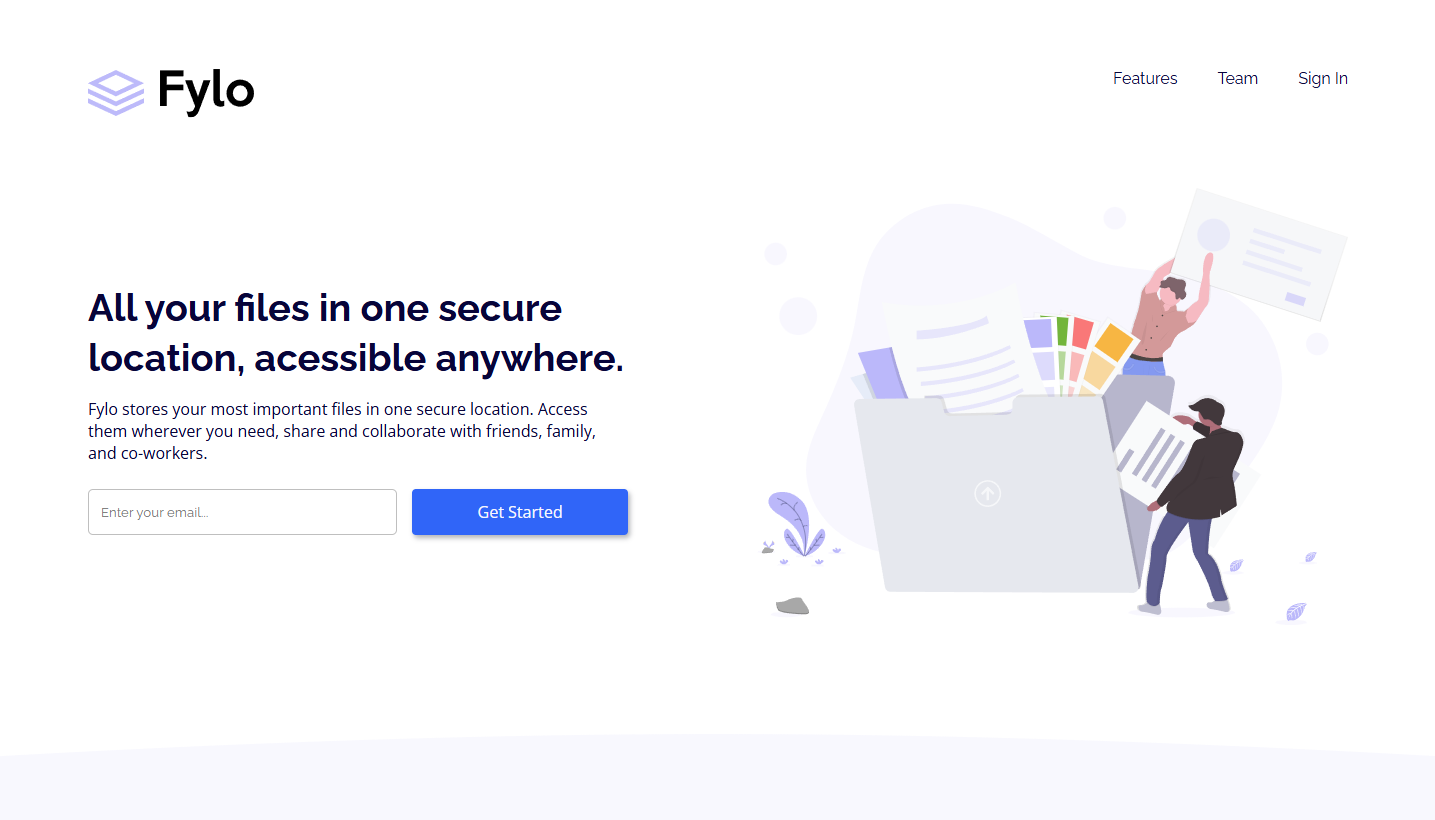 Fylo
Features Team Sign In
All your files in one secure
location, acessible anywhere.
Fylo stores your most important files in one secure location. Access
them wherever you need, share and collaborate with friends, family,
and co-workers.
Enter your email...
Get Started